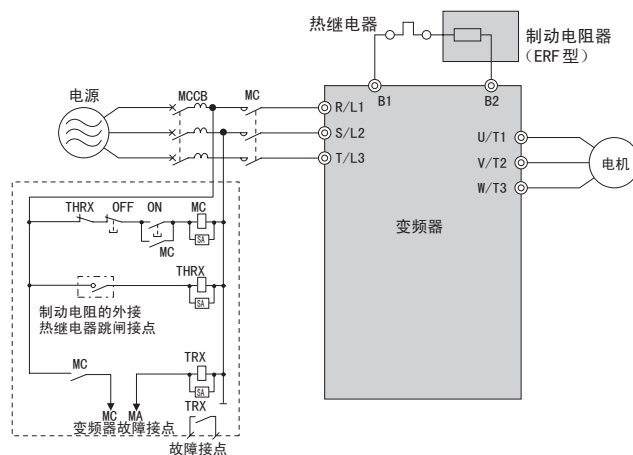 热继电器
制动电阻器
（ERF型）
电源
MCCB
MC
B1
B2
R/L1
S/L2
T/L3
U/T1
V/T2
W/T3
电机
变频器
THRX
OFF
ON
MC
SA
MC
THRX
SA
制动电阻的外接
热继电器跳闸接点
MC
TRX
SA
MC
MA
TRX
变频器故障接点
故障接点